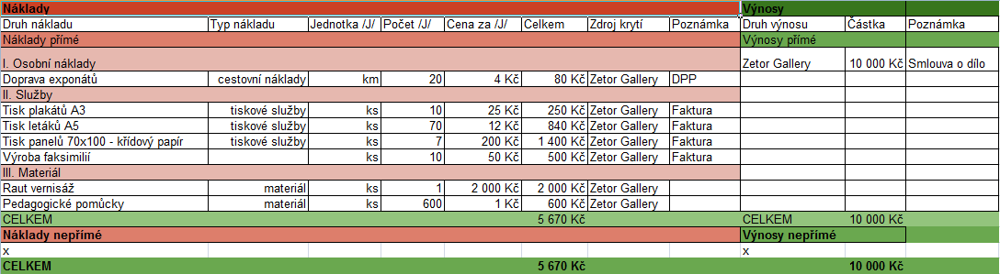 Náklady Výnosy
Druh nákladu Typ nákladu Jednotka /J/ Počet /J/ Cena za /J/ Celkem Zdroj krytí Poznámka Druh výnosu Částka Poznámka
Náklady přímé Výnosy přímé
I. Osobní náklady Zetor Gallery 10 000 Kč Smlouva o dílo
Doprava exponátů cestovní náklady km 20 4 Kč 80 Kč Zetor Gallery DPP
II. Služby
Tisk plakátů A3 tiskové služby ks 10 25 Kč 250 Kč Zetor Gallery Faktura
Tisk letáků A5 tiskové služby ks 70 12 Kč 840 Kč Zetor Gallery Faktura
Tisk panelů 70x100 - křídový papír tiskové služby ks 7 200 Kč 1 400 Kč Zetor Gallery Faktura
Výroba faksimilií ks 10 50 Kč 500 Kč Zetor Gallery Faktura
III. Materiál
Raut vernisáž materiál ks 1 2 000 Kč 2 000 Kč Zetor Gallery
Pedagogické pomůcky materiál ks 600 1 Kč 600 Kč Zetor Gallery
CELKEM 5 670 Kč CELKEM 10 000 Kč
Náklady nepřímé Výnosy nepřímé
x x
CELKEM 5 670 Kč 10 000 Kč